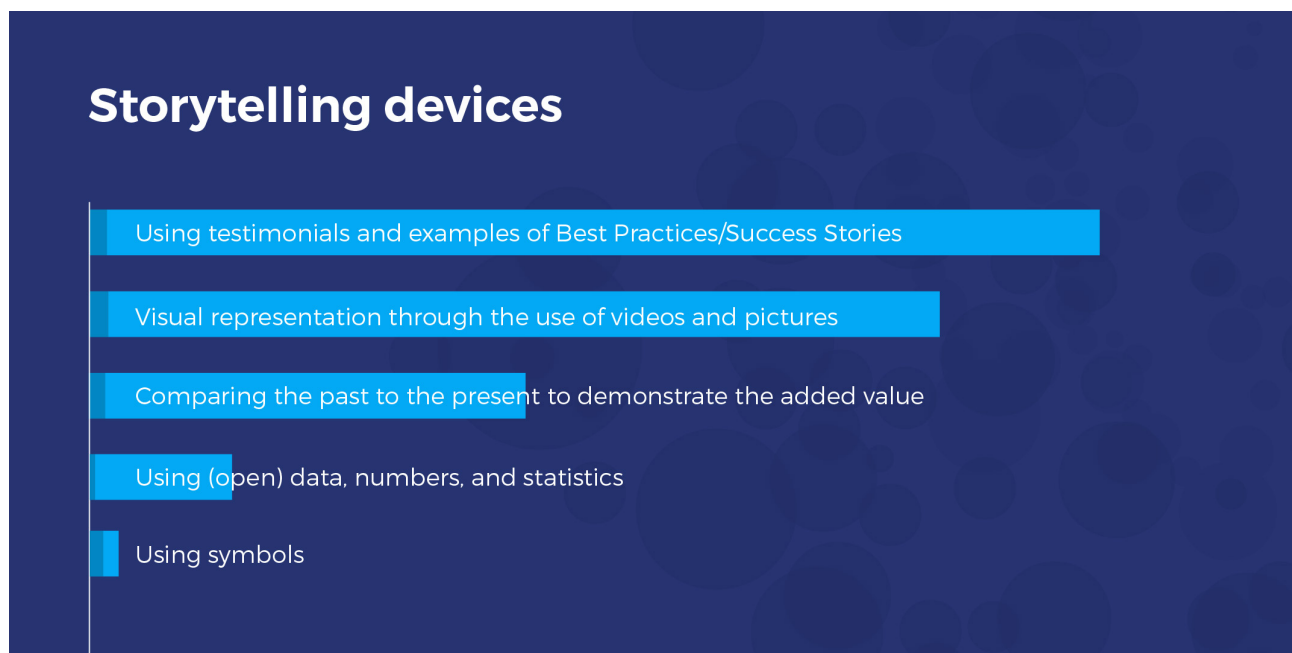 Storytelling devices
Using testimonials and examples of Best Practices/Success Stories
Visual representation through the use of videos and pictures
Comparing the past to the present to demonstrate the added value
Using (open) data, numbers, and statistics
Using symbols